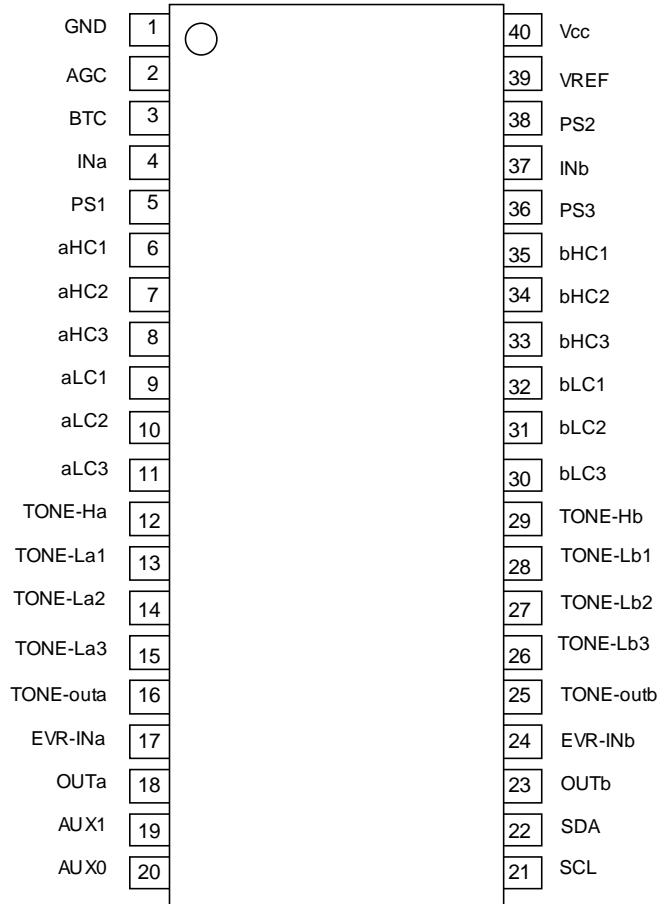 GND 1 40 Vcc
AGC 2 39 VREF
BTC 3 38 PS2
INa 4 37 INb
PS1 5 36 PS3
aHC1 6 35 bHC1
aHC2 7 34 bHC2
aHC3 8 33 bHC3
aLC1 9 32 bLC1
aLC2 10 31 bLC2
aLC3 11 30 bLC3
TONE-Ha 12 29 TONE-Hb
TONE-La1 13 28 TONE-Lb1
TONE-La2 14 27 TONE-Lb2
TONE-La3 15 26 TONE-Lb3
TONE-outa 16 25 TONE-outb
EVR-INa 17 24 EVR-INb
OUTa 18 23 OUTb
AUX1 19 22 SDA
AUX0 20 21 SCL